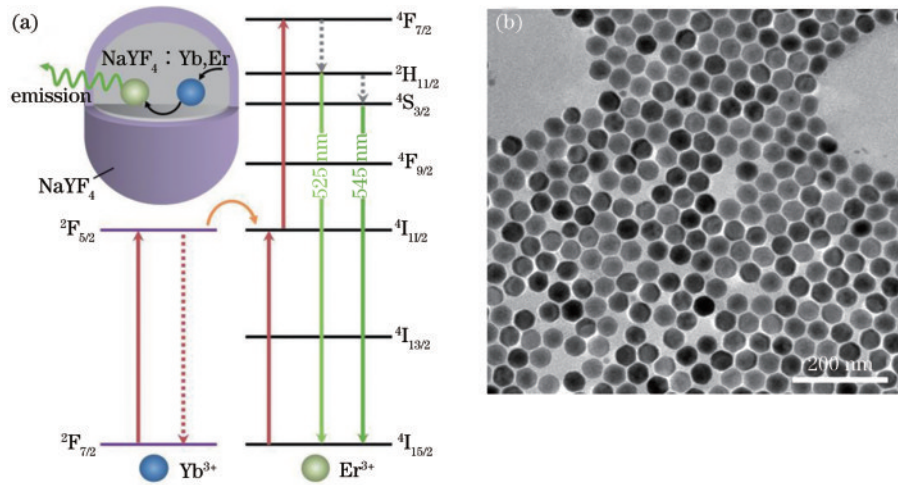 (a)
NaYF₄：Yb,Er
emission
NaYF₄
⁴F₇/₂
²H₁₁/₂
⁴S₃/₂
⁴F₉/₂
525 nm
545 nm
²F₅/₂
⁴I₁₁/₂
⁴I₁₃/₂
²F₇/₂
⁴I₁₅/₂
Yb³⁺
Er³⁺
(b)
200 nm